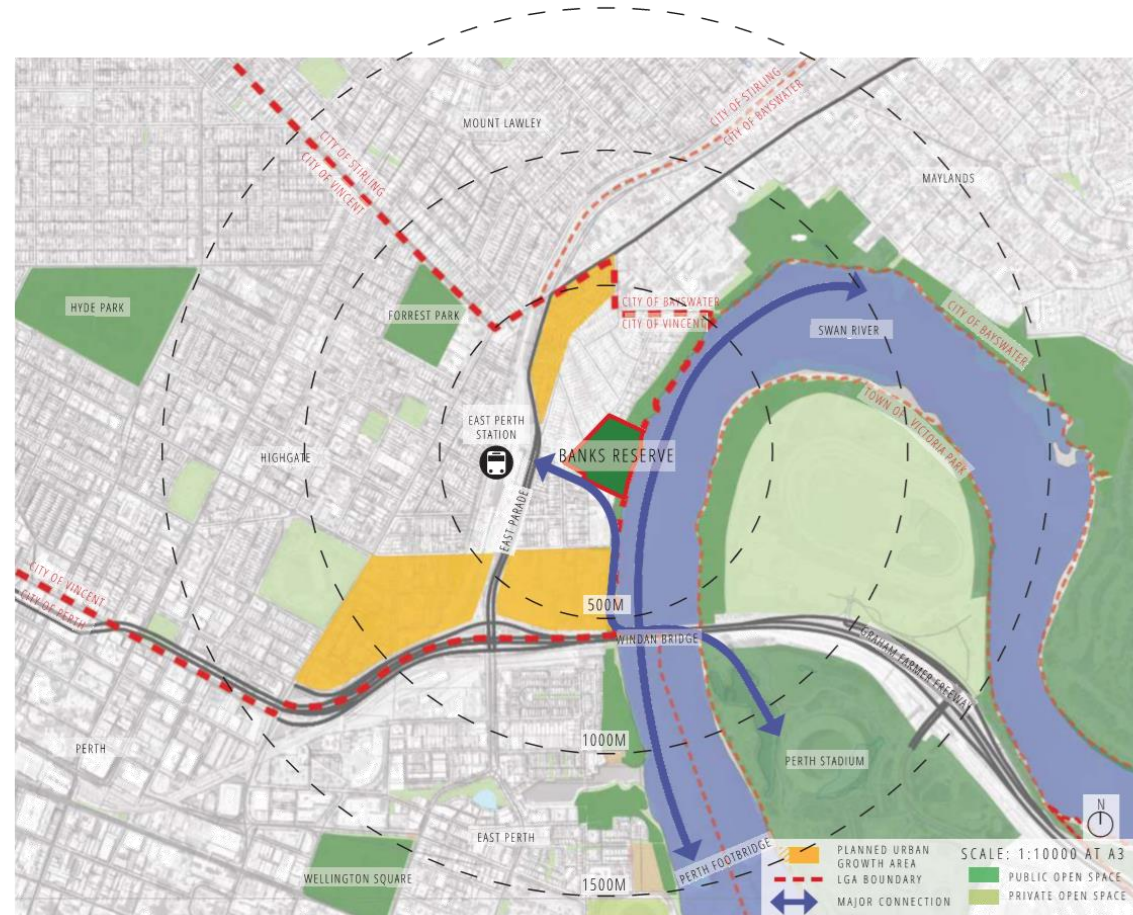 MOUNT LAWLEY
CITY OF STIRLING
CITY OF BAYSWATER
CITY OF STIRLING
CITY OF VINCENT
MAYLANDS
HYDE PARK
FORREST PARK
CITY OF BAYSWATER
CITY OF VINCENT
SWAN RIVER
CITY OF BAYSWATER
TOWN OF VICTORIA PARK
EAST PERTH
STATION
HIGHGATE
BANKS RESERVE
EAST PARADE
CITY OF VINCENT
CITY OF PERTH
500M
WINDAN BRIDGE
GRAHAM FARMER FREEWAY
1000M
PERTH
PERTH STADIUM
EAST PERTH
PERTH FOOTBRIDGE
WELLINGTON SQUARE
1500M
N
PLANNED URBAN
GROWTH AREA
LGA BOUNDARY
MAJOR CONNECTION
SCALE: 1:10000 AT A3
PUBLIC OPEN SPACE
PRIVATE OPEN SPACE